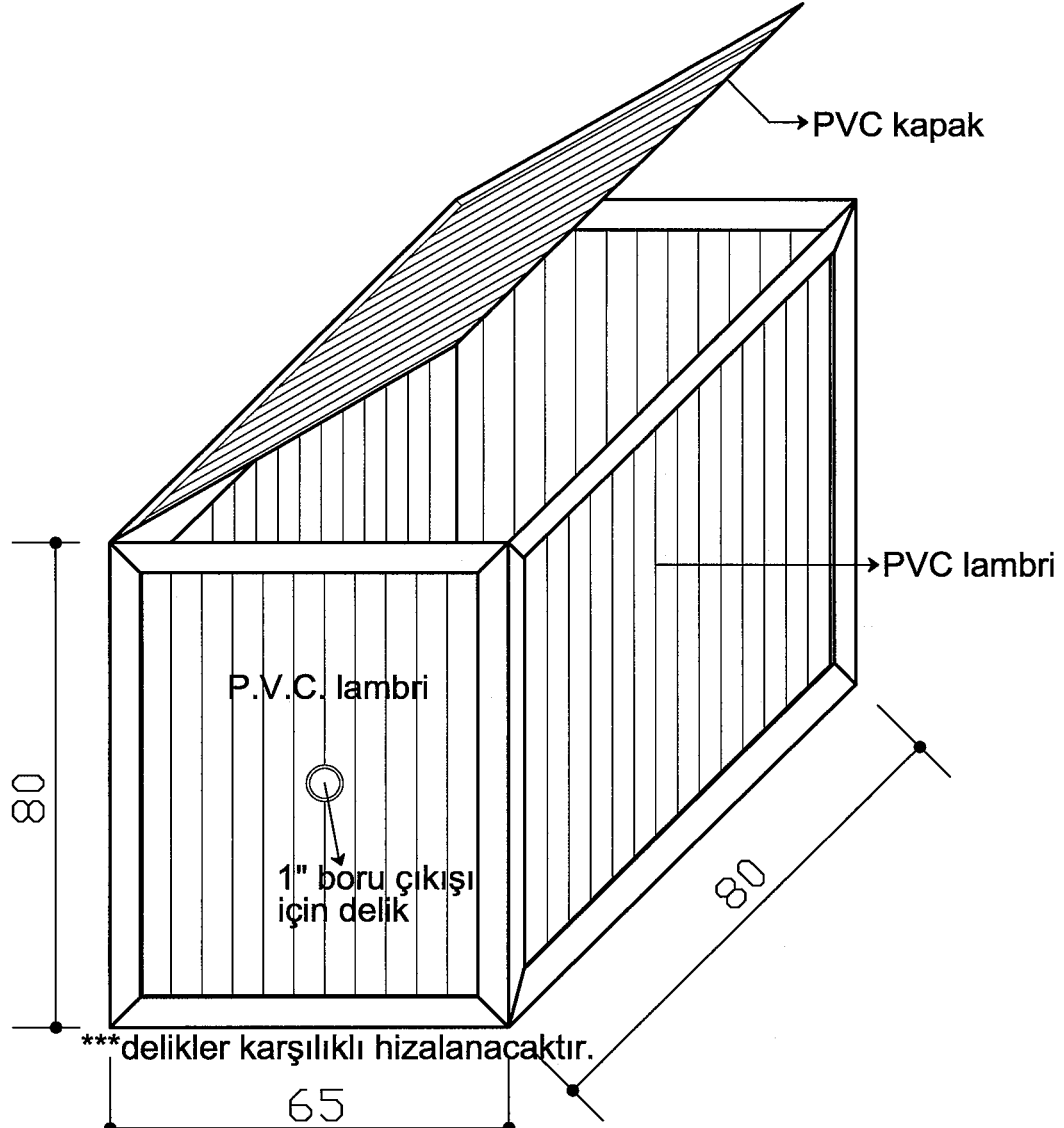 PVC kapak
PVC lambri
P.V.C. lambri
80
1" boru çıkışı
için delik
80
***delikler karşılıklı hizalanacaktır.
65